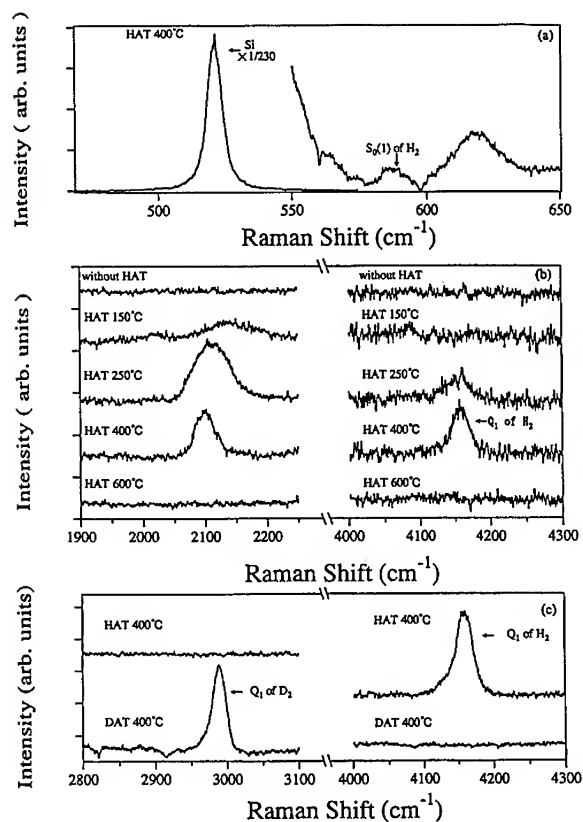 HAT 400°C
Si
×1/230
(a)
S₀(1) of H₂
Intensity ( arb. units)
500 550 600 650
Raman Shift (cm⁻¹)
without HAT
without HAT
(b)
HAT 150°C
HAT 150°C
HAT 250°C
HAT 250°C
HAT 400°C
HAT 400°C
Q₁ of H₂
HAT 600°C
HAT 600°C
Intensity ( arb. units)
1900 2000 2100 2200 4000 4100 4200 4300
Raman Shift (cm⁻¹)
HAT 400°C
HAT 400°C
(c)
Q₁ of H₂
Q₁ of D₂
DAT 400°C
DAT 400°C
Intensity (arb. units)
2800 2900 3000 3100 4000 4100 4200 4300
Raman Shift (cm⁻¹)